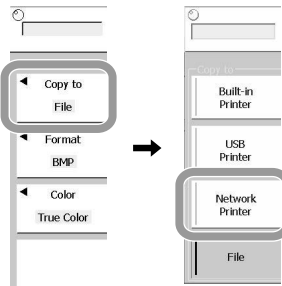 Copy to
File
Format
BMP
Color
True Color
Copy to
Built-in
Printer
USB
Printer
Network
Printer
File